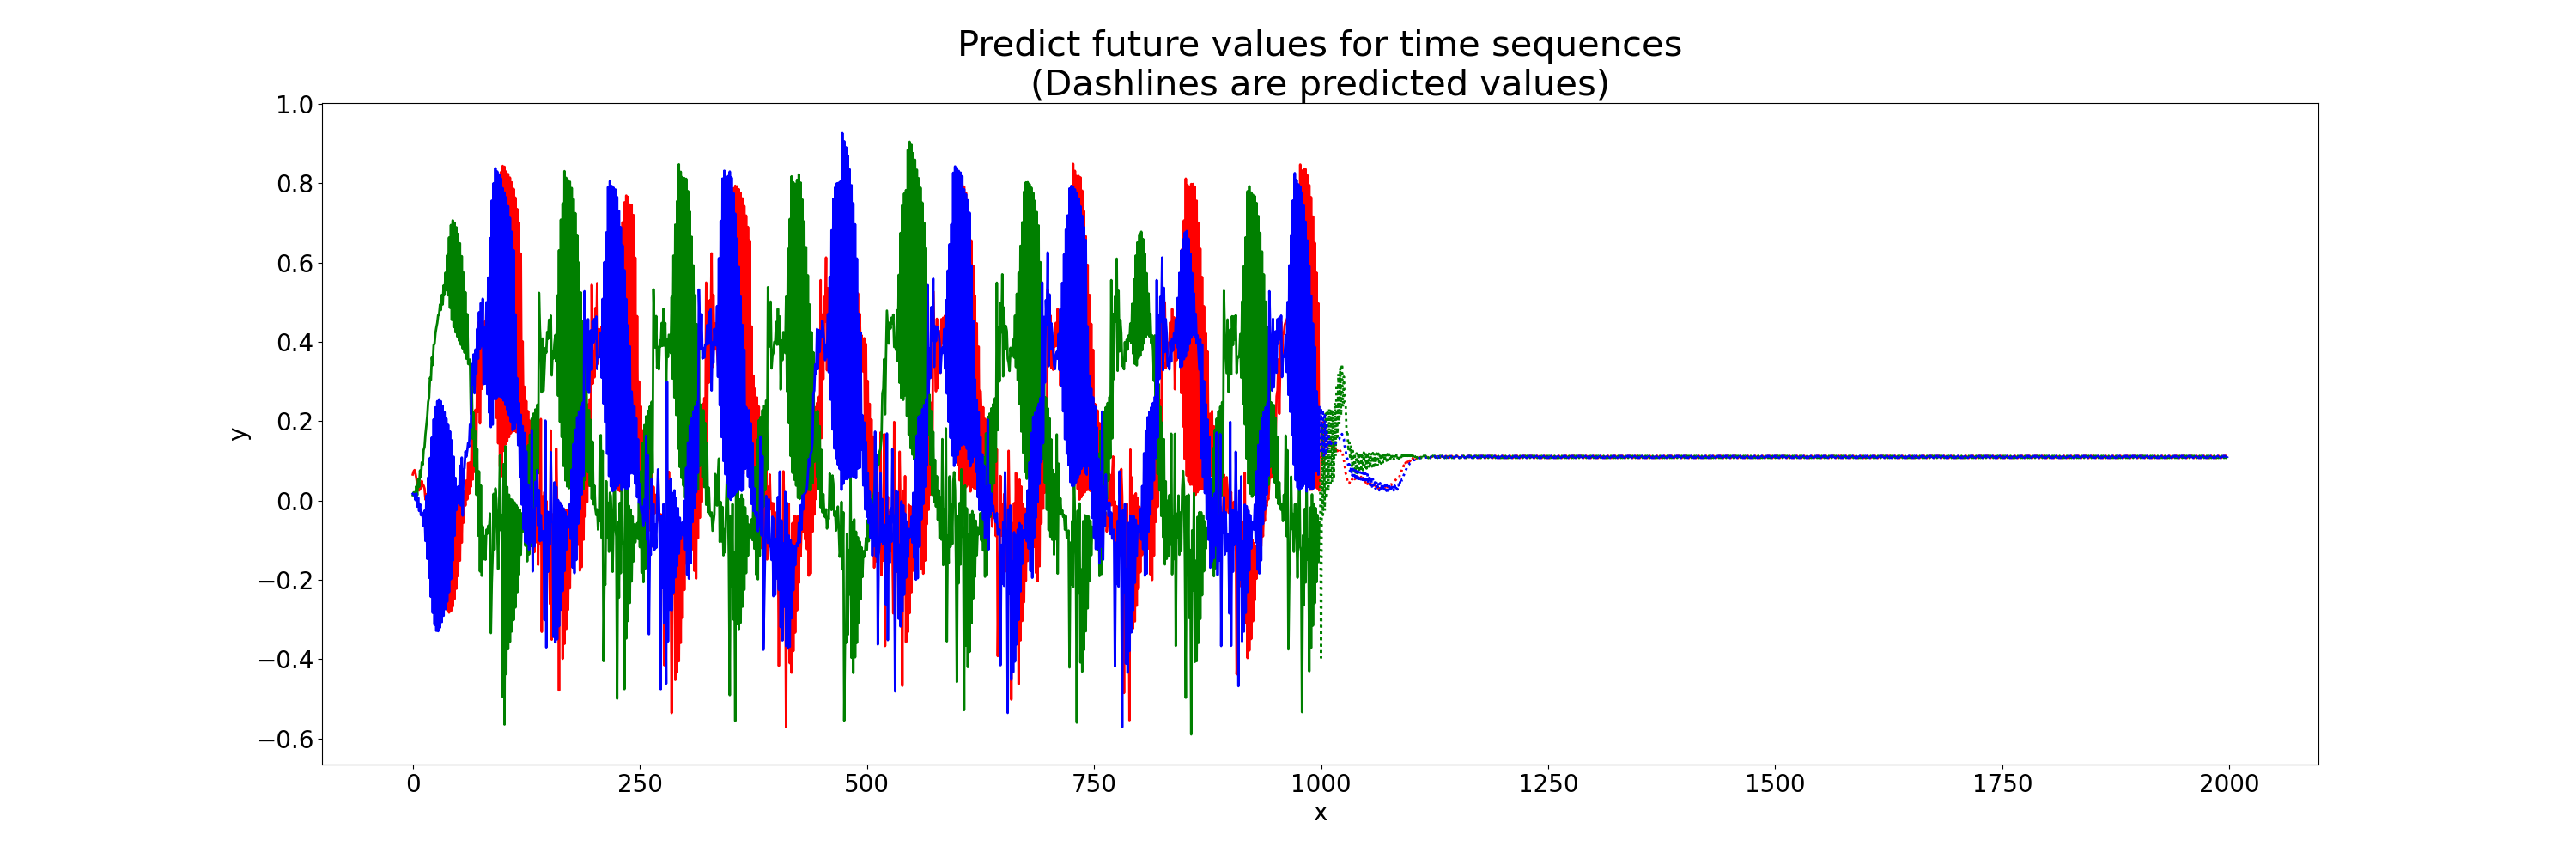 Predict future values for time sequences
(Dashlines are predicted values)
1.0
0.8
0.6
0.4
0.2
0.0
−0.2
−0.4
−0.6
y
0 250 500 750 1000 1250 1500 1750 2000
x